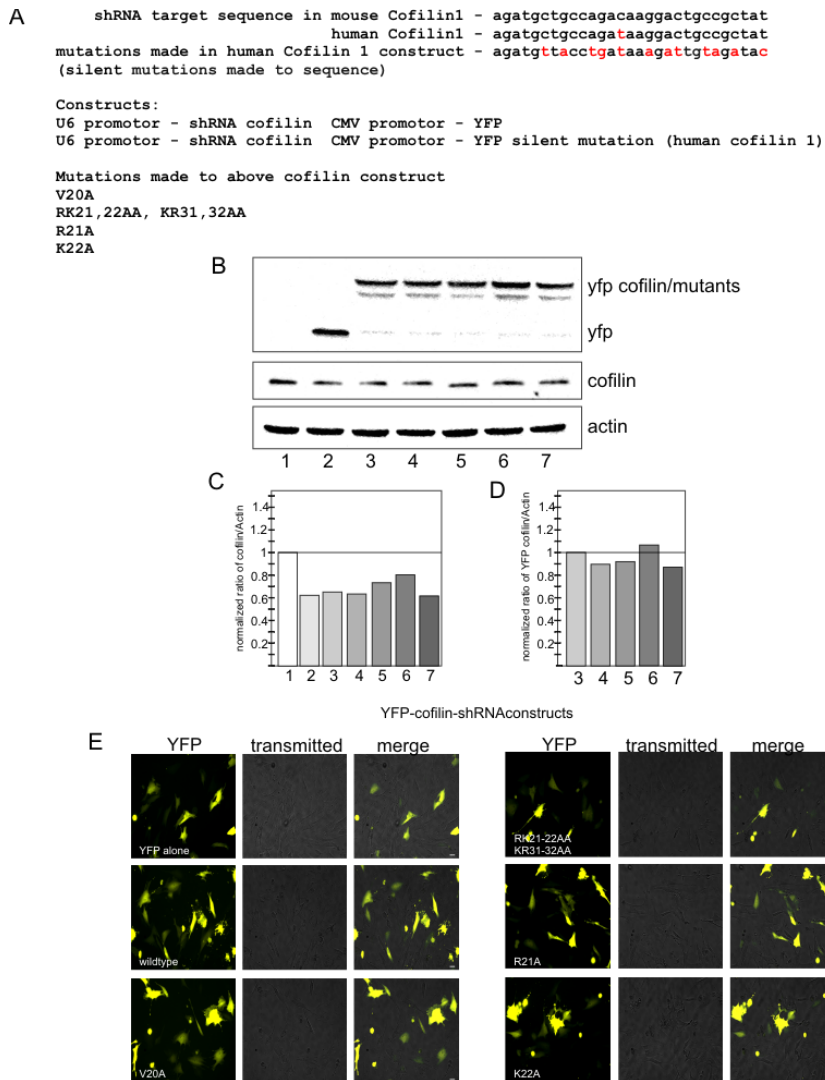 A
shRNA target sequence in mouse Cofilin1 - agatgctgccagacaaggactgccgctat
human Cofilin1 - agatgctgccagataaggactgccgctat
mutations made in human Cofilin 1 construct - agatgttacctgataaagattgtagatac
(silent mutations made to sequence)
Constructs:
U6 promotor - shRNA cofilin CMV promotor - YFP
U6 promotor - shRNA cofilin CMV promotor - YFP silent mutation (human cofilin 1)
Mutations made to above cofilin construct
V20A
RK21,22AA, KR31,32AA
R21A
K22A
B
yfp cofilin/mutants
yfp
cofilin
actin
1 2 3 4 5 6 7
C
normalized ratio of cofilin/Actin
1.4
1.2
1
0.8
0.6
0.4
0.2
1 2 3 4 5 6 7
D
normalized ratio of YFP cofilin/Actin
1.4
1.2
1
0.8
0.6
0.4
0.2
3 4 5 6 7
YFP-cofilin-shRNAconstructs
E
YFP transmitted merge
YFP alone
wildtype
V20A
YFP transmitted merge
RK21-22AA
KR31-32AA
R21A
K22A